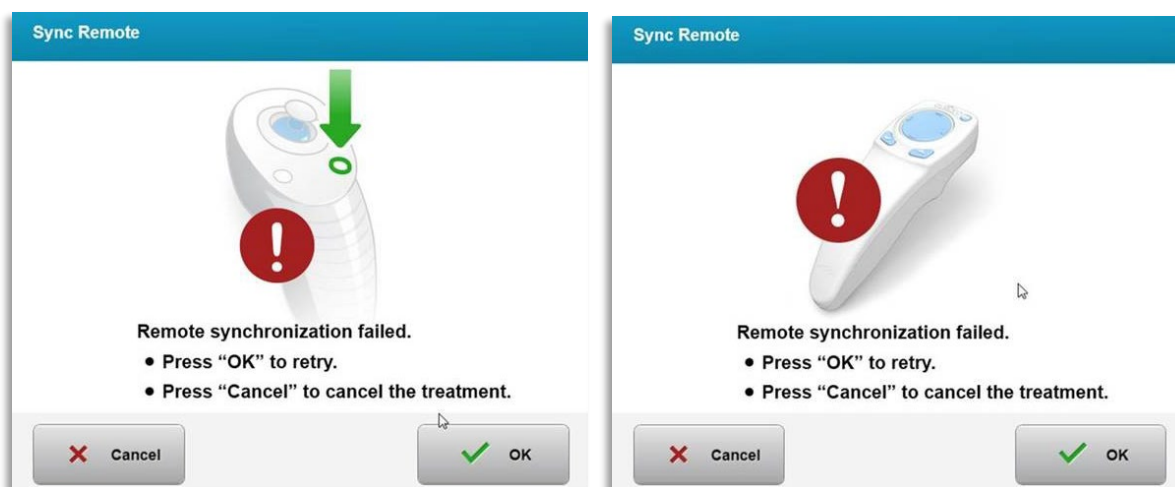 Sync Remote
Remote synchronization failed.
• Press “OK” to retry.
• Press “Cancel” to cancel the treatment.
Cancel
OK
Sync Remote
Remote synchronization failed.
• Press “OK” to retry.
• Press “Cancel” to cancel the treatment.
Cancel
OK